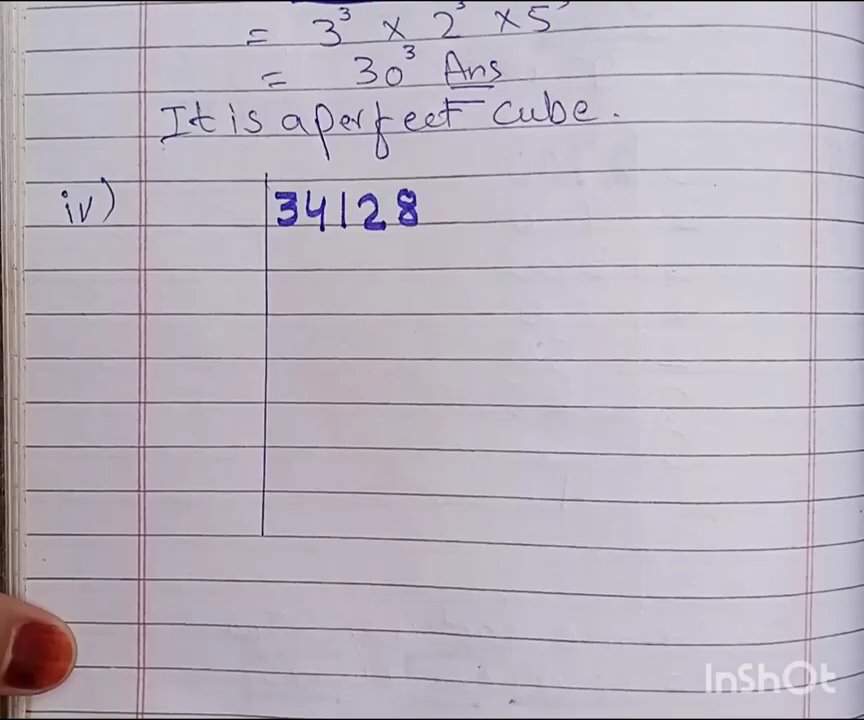 = 3³ × 2³ × 5³
= 30³ Ans
It is a perfect cube.
iv) 34128
InShOt